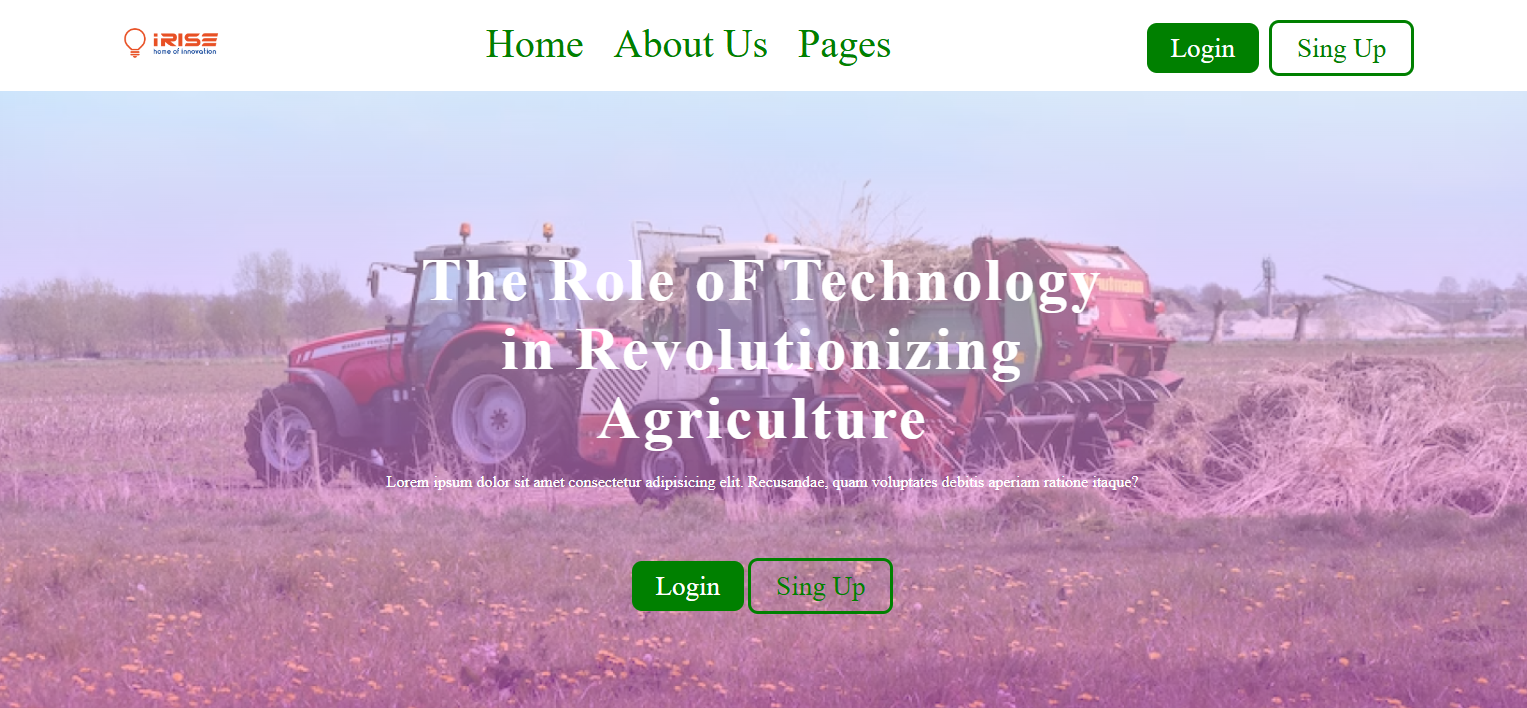 iRISE
home of innovation
Home About Us Pages
Login Sing Up
The Role oF Technology
in Revolutionizing
Agriculture
Lorem ipsum dolor sit amet consectetur adipisicing elit. Recusandae, quam voluptates debitis aperiam ratione itaque?
Login Sing Up